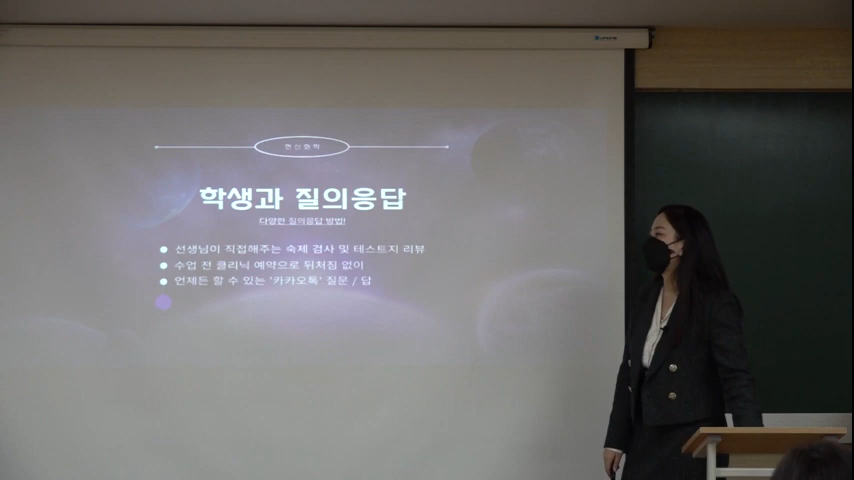 현신화학
학생과 질의응답
다양한 질의응답 방법!
선생님이 직접해주는 숙제 검사 및 테스트지 리뷰
수업 전 클리닉 예약으로 뒤처짐 없이
언제든 할 수 있는 '카카오톡' 질문 / 답